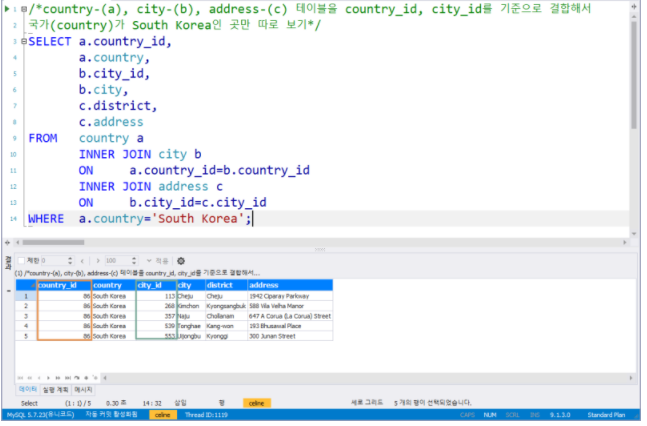 1 /*country-(a), city-(b), address-(c) 테이블을 country_id, city_id를 기준으로 결합해서
2 국가(country)가 South Korea인 곳만 따로 보기*/
3 SELECT a.country_id,
4 a.country,
5 b.city_id,
6 b.city,
7 c.district,
8 c.address
9 FROM country a
10 INNER JOIN city b
11 ON a.country_id=b.country_id
12 INNER JOIN address c
13 ON b.city_id=c.city_id
14 WHERE a.country='South Korea';
결과
제한 0 100 적용
(1) /*country-(a), city-(b), address-(c) 테이블을 country_id, city_id를 기준으로 결합해서...
country_id country city_id city district address
1 86 South Korea 113 Cheju Cheju 1942 Ciparay Parkway
2 86 South Korea 268 Kimchon Kyongsangbuk 588 Vila Velha Manor
3 86 South Korea 357 Naju Chollanam 647 A Corua (La Corua) Street
4 86 South Korea 539 Tonghae Kang-won 193 Bhusawal Place
5 86 South Korea 553 Uijongbu Kyonggi 300 Junan Street
데이터 실행 계획 메시지
Select (1 : 1) / 5 0.30 초 14 : 32 삽입 평 celine 세로 그리드 5 개의 행이 선택되었습니다.
MySQL 5.7.23(유니코드) 자동 커밋 활성화됨 celine Thread ID:1119 CAPS NUM SCRL INS 9.1.3.0 Standard Plan